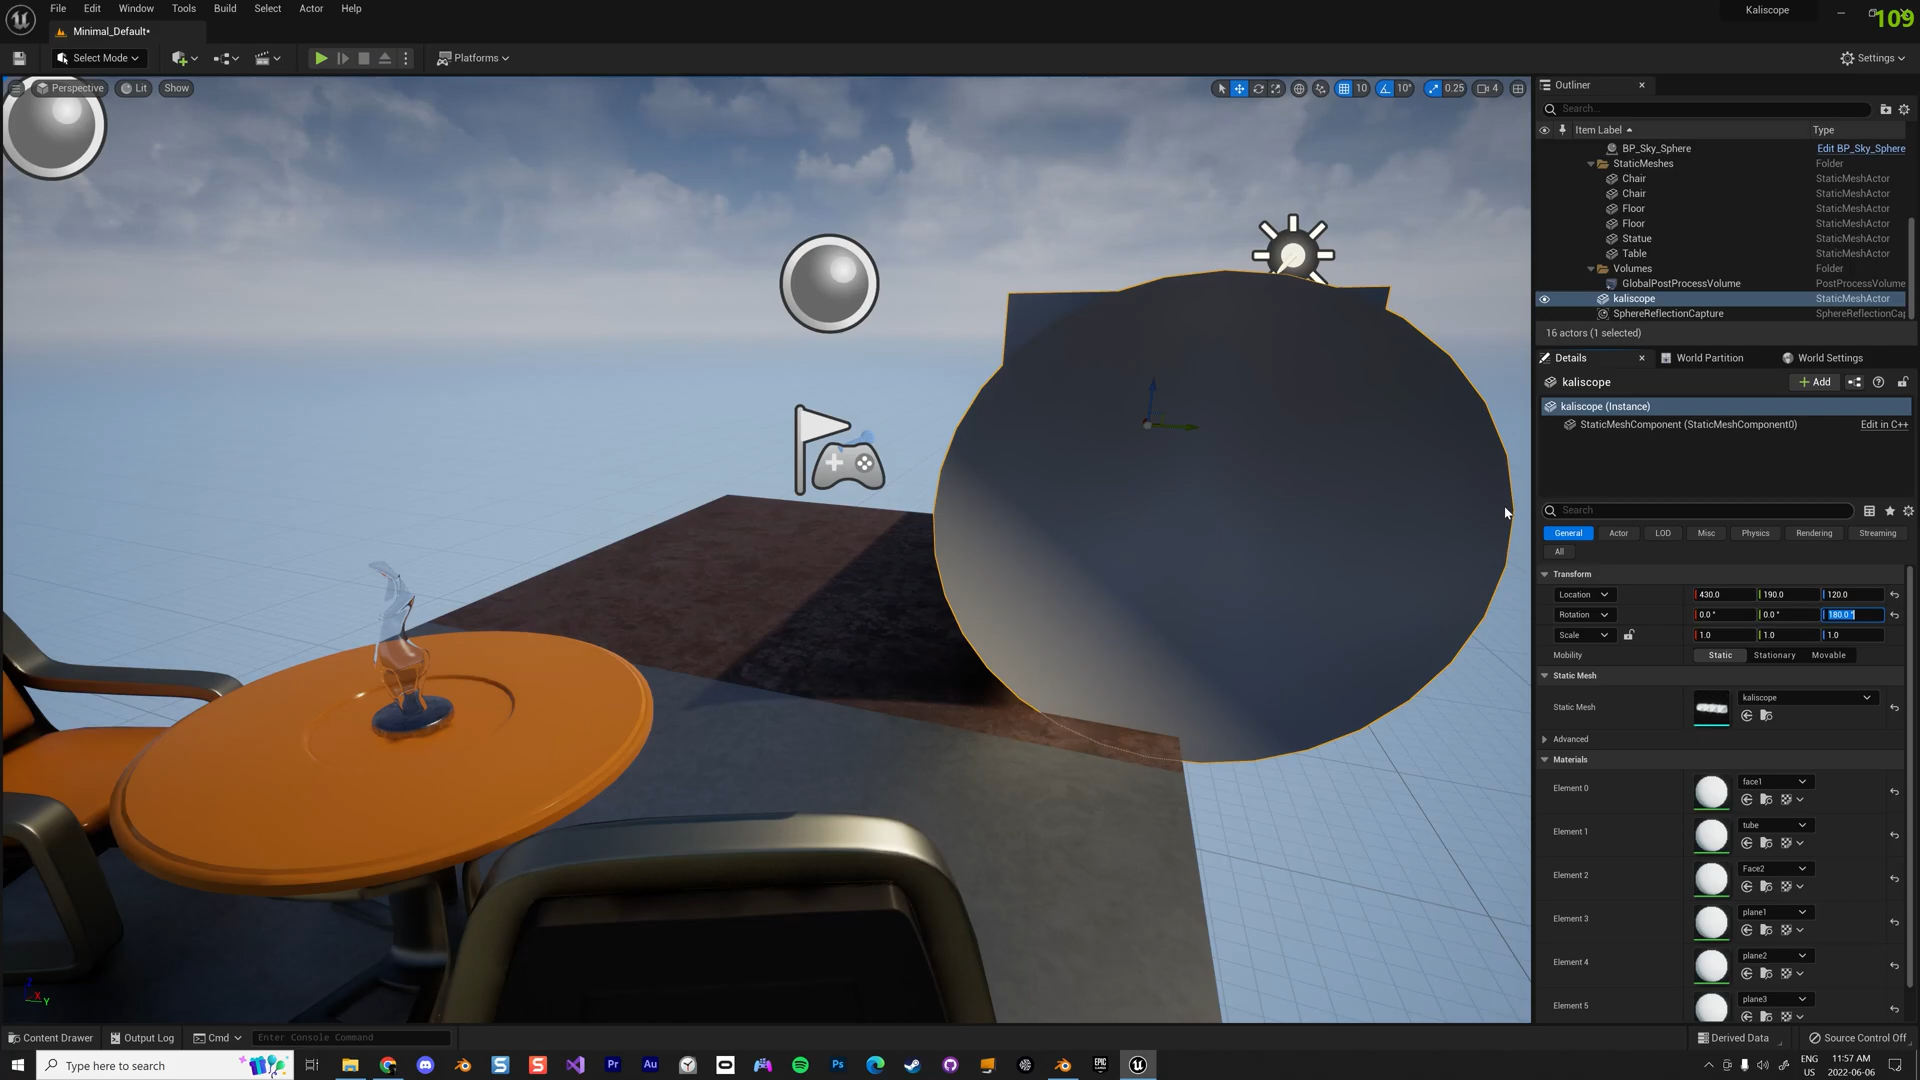 File Edit Window Tools Build Select Actor Help
Kaliscope
109
Minimal_Default*
Select Mode
Platforms
Settings
Perspective Lit Show
10 10° 0.25 4
Outliner
Search...
Item Label Type
BP_Sky_Sphere Edit BP_Sky_Sphere
StaticMeshes Folder
Chair StaticMeshActor
Chair StaticMeshActor
Floor StaticMeshActor
Floor StaticMeshActor
Statue StaticMeshActor
Table StaticMeshActor
Volumes Folder
GlobalPostProcessVolume PostProcessVolume
kaliscope StaticMeshActor
SphereReflectionCapture SphereReflectionCap
16 actors (1 selected)
Details World Partition World Settings
kaliscope
+ Add
kaliscope (Instance)
StaticMeshComponent (StaticMeshComponent0) Edit in C++
Search
General Actor LOD Misc Physics Rendering Streaming
All
Transform
Location 430.0 190.0 120.0
Rotation 0.0° 0.0° 180.0°
Scale 1.0 1.0 1.0
Mobility Static Stationary Movable
Static Mesh
Static Mesh kaliscope
Advanced
Materials
Element 0 face1
Element 1 tube
Element 2 Face2
Element 3 plane1
Element 4 plane2
Element 5 plane3
Z
X
Y
Content Drawer Output Log Cmd Enter Console Command
Derived Data Source Control Off
Type here to search
Pr
Au
Ps
EPIC GAMES
ENG
US
11:57 AM
2022-06-06